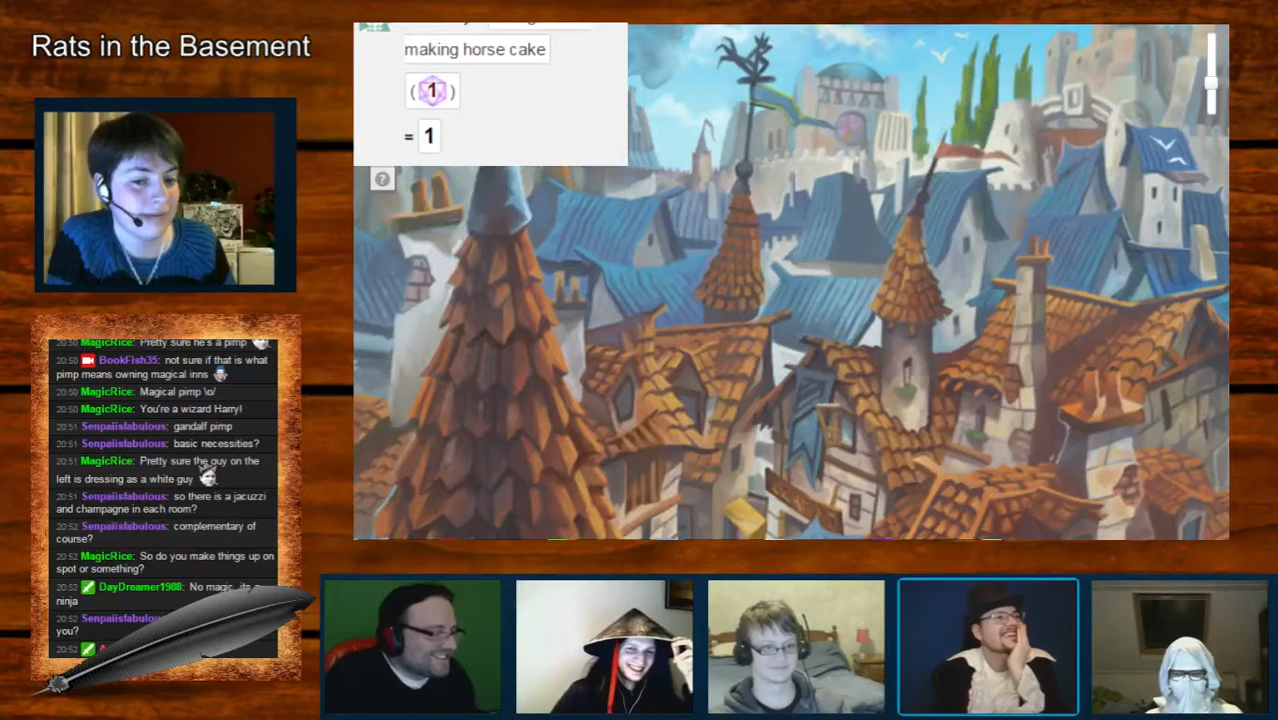 Rats in the Basement
making horse cake
( 1 )
= 1
?
20:50 MagicRice: Pretty sure he's a pimp
20:50 BookFish35: not sure if that is what
pimp means owning magical inns
20:50 MagicRice: Magical pimp \o/
20:50 MagicRice: You're a wizard Harry!
20:51 Senpaiisfabulous: gandalf pimp
20:51 Senpaiisfabulous: basic necessities?
20:51 MagicRice: Pretty sure the guy on the
left is dressing as a white guy
20:51 Senpaiisfabulous: so there is a jacuzzi
and champagne in each room?
20:52 Senpaiisfabulous: complementary of
course?
20:52 MagicRice: So do you make things up on
spot or something?
20:52 DayDreamer1988: No magic, its a
ninja
20:52 Senpaiisfabulou
you?
20:52